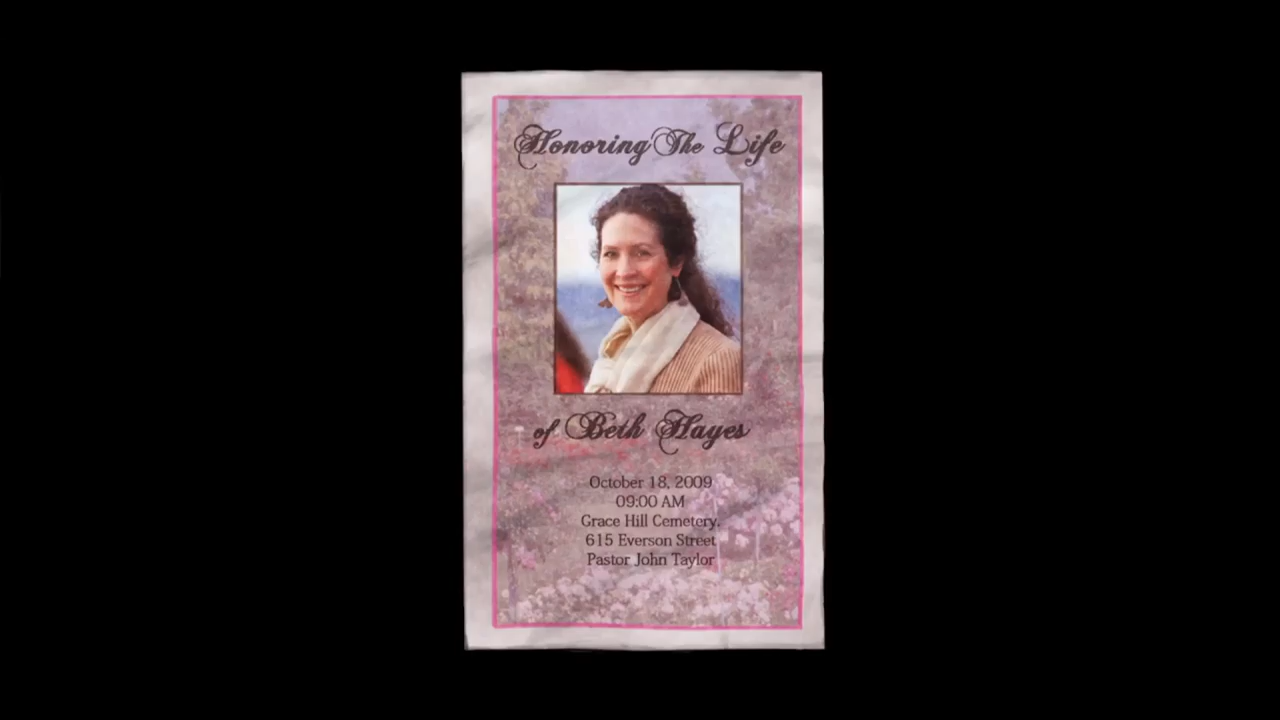 Honoring The Life
of Beth Hayes
October 18, 2009
09:00 AM
Grace Hill Cemetery.
615 Everson Street
Pastor John Taylor